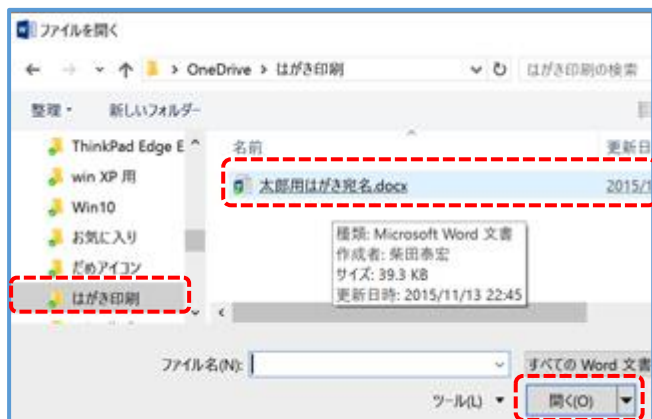 ファイルを開く
OneDrive > はがき印刷
はがき印刷の検索
整理
新しいフォルダー
名前
更新日
ThinkPad Edge E
win XP 用
Win10
お気に入り
だめアイコン
はがき印刷
太郎用はがき宛名.docx
2015/1
種類: Microsoft Word 文書
作成者: 柴田泰宏
サイズ: 39.3 KB
更新日時: 2015/11/13 22:45
ファイル名(N):
すべての Word 文書
ツール(L)
開く(O)